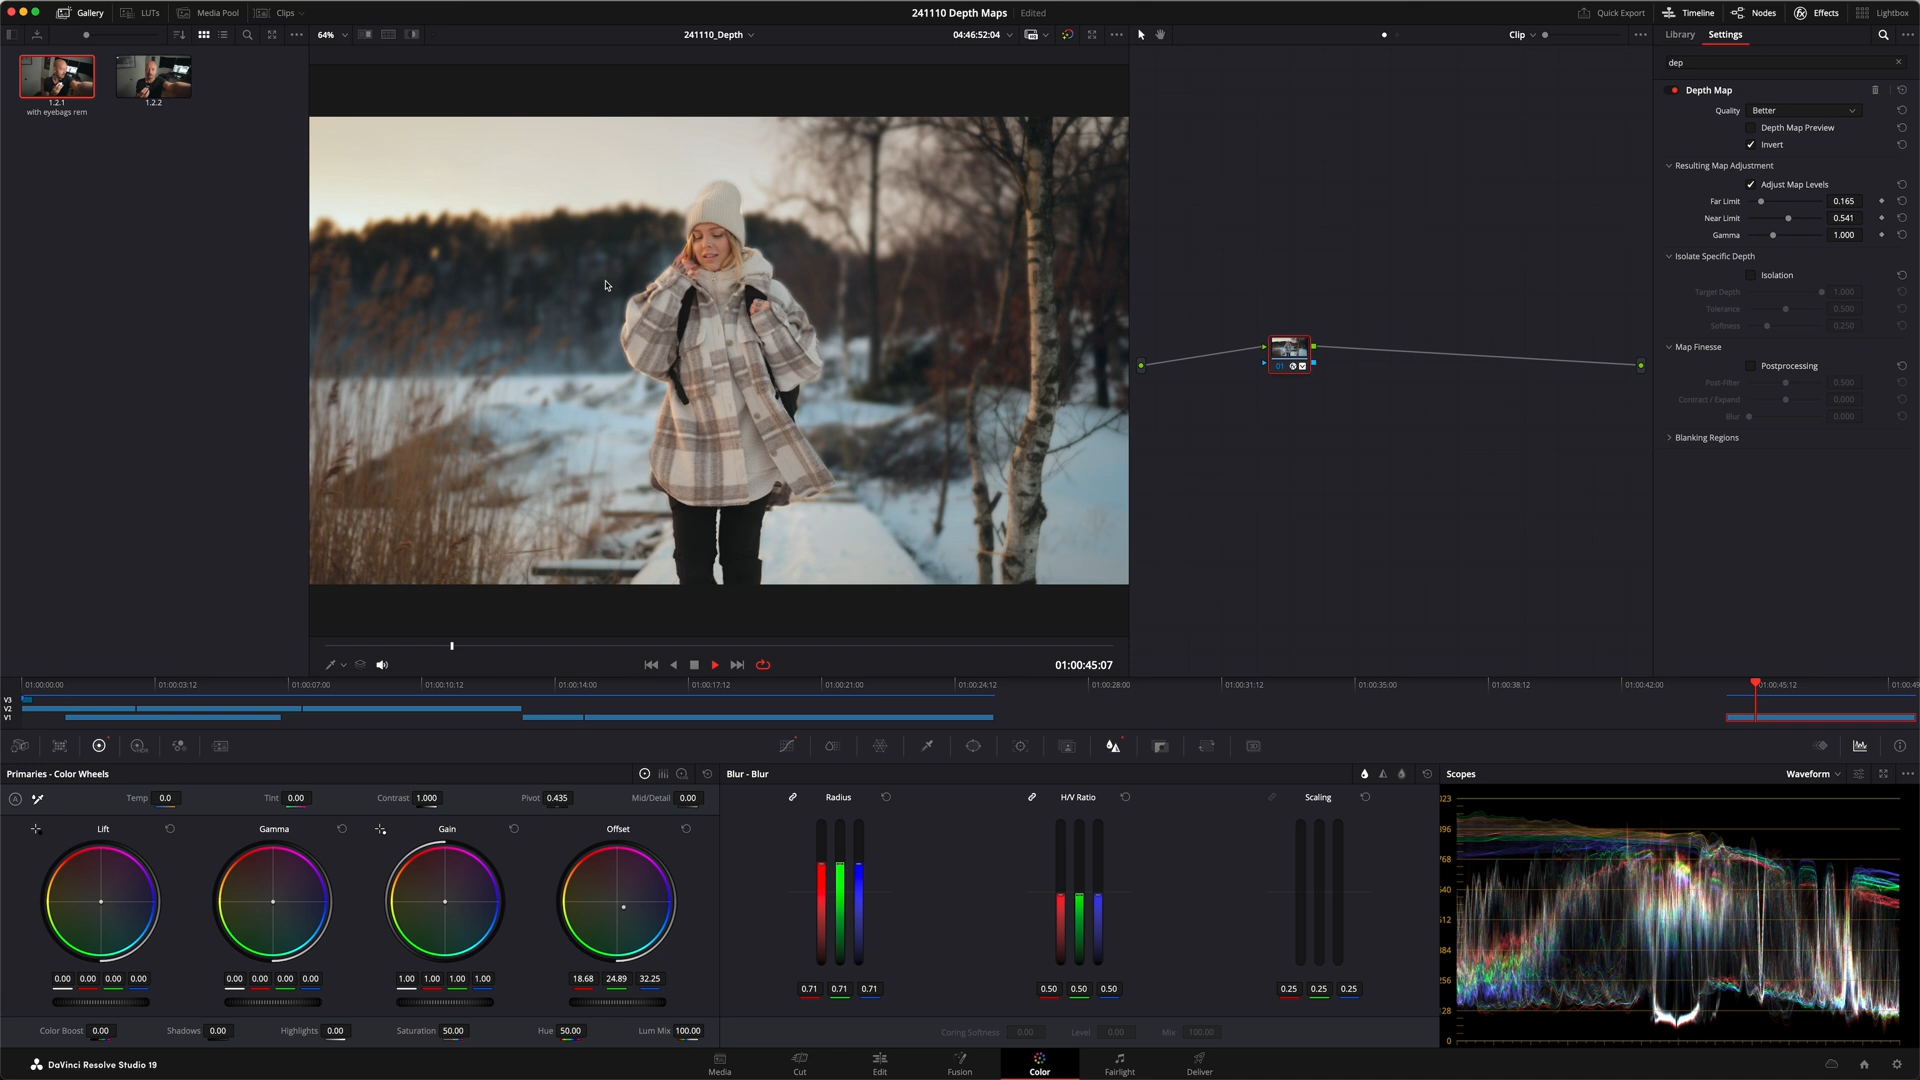 Gallery LUTs Media Pool Clips 241110 Depth Maps Edited Quick Export Timeline Nodes Effects Lightbox
64% 241110_Depth 04:46:52:04 Clip Library Settings
dep
1.2.1 1.2.2
with eyebags rem
Depth Map
Quality Better
Depth Map Preview
Invert
Resulting Map Adjustment
Adjust Map Levels
Far Limit 0.165
Near Limit 0.541
Gamma 1.000
Isolate Specific Depth
Isolation
Target Depth 1.000
Tolerance 0.500
Softness 0.250
Map Finesse
Postprocessing
Post-Filter 0.500
Contract / Expand 0.000
Blur 0.000
Blanking Regions
01
01:00:45:07
01:00:00:00 01:00:03:12 01:00:07:00 01:00:10:12 01:00:14:00 01:00:17:12 01:00:21:00 01:00:24:12 01:00:28:00 01:00:31:12 01:00:35:00 01:00:38:12 01:00:42:00 01:00:45:12 01:00:49
V3
V2
V1
Primaries - Color Wheels Blur - Blur Scopes Waveform
Temp 0.0 Tint 0.00 Contrast 1.000 Pivot 0.435 Mid/Detail 0.00 Radius H/V Ratio Scaling
Lift Gamma Gain Offset
0.00 0.00 0.00 0.00 0.00 0.00 0.00 0.00 1.00 1.00 1.00 1.00 18.68 24.89 32.25
0.71 0.71 0.71 0.50 0.50 0.50 0.25 0.25 0.25
Color Boost 0.00 Shadows 0.00 Highlights 0.00 Saturation 50.00 Hue 50.00 Lum Mix 100.00 Coring Softness 0.00 Level 0.00 Mix 100.00
023
896
768
640
512
384
256
128
0
DaVinci Resolve Studio 19 Media Cut Edit Fusion Color Fairlight Deliver